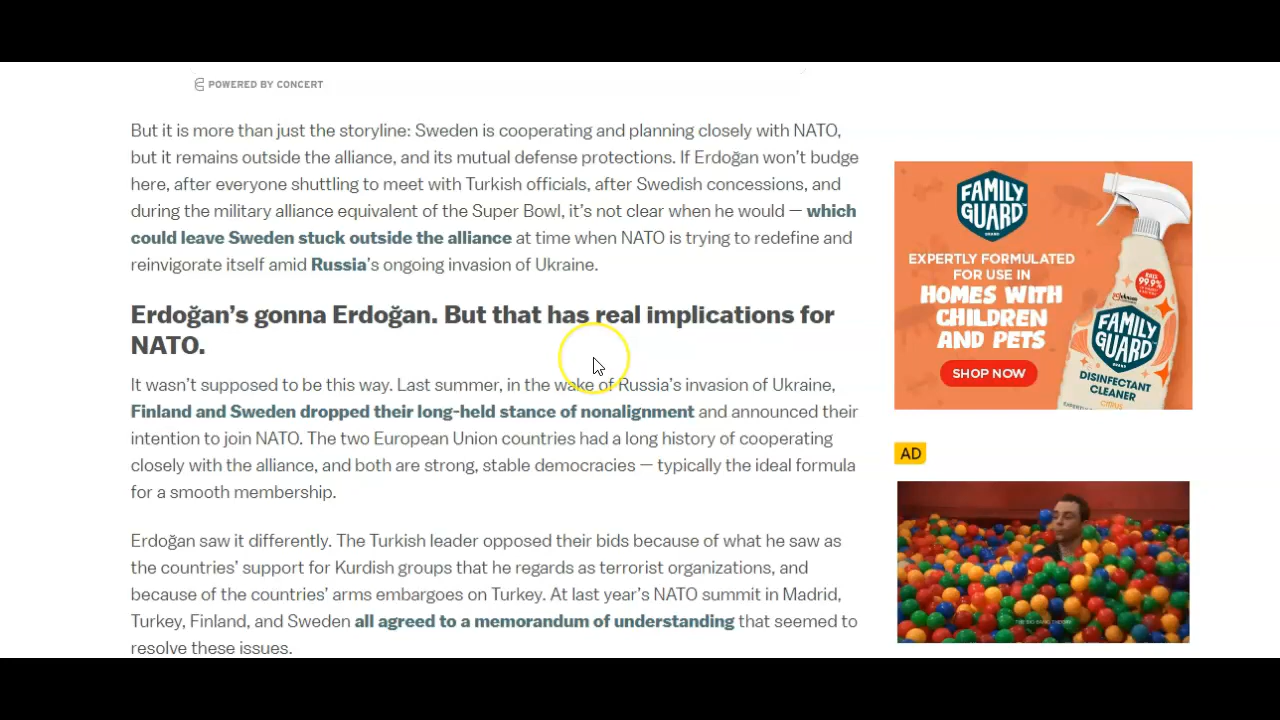 POWERED BY CONCERT
But it is more than just the storyline: Sweden is cooperating and planning closely with NATO,
but it remains outside the alliance, and its mutual defense protections. If Erdoğan won't budge
here, after everyone shuttling to meet with Turkish officials, after Swedish concessions, and
during the military alliance equivalent of the Super Bowl, it's not clear when he would — which
could leave Sweden stuck outside the alliance at time when NATO is trying to redefine and
reinvigorate itself amid Russia's ongoing invasion of Ukraine.
Erdoğan's gonna Erdoğan. But that has real implications for
NATO.
It wasn't supposed to be this way. Last summer, in the wake of Russia's invasion of Ukraine,
Finland and Sweden dropped their long-held stance of nonalignment and announced their
intention to join NATO. The two European Union countries had a long history of cooperating
closely with the alliance, and both are strong, stable democracies — typically the ideal formula
for a smooth membership.
Erdoğan saw it differently. The Turkish leader opposed their bids because of what he saw as
the countries' support for Kurdish groups that he regards as terrorist organizations, and
because of the countries' arms embargoes on Turkey. At last year's NATO summit in Madrid,
Turkey, Finland, and Sweden all agreed to a memorandum of understanding that seemed to
resolve these issues.
FAMILY
GUARD
BRAND
EXPERTLY FORMULATED
FOR USE IN
HOMES WITH
CHILDREN
AND PETS
SHOP NOW
KILLS
99.9%
FAMILY
GUARD
BRAND
DISINFECTANT
CLEANER
CITRUS
AD
THE BIG BANG THEORY